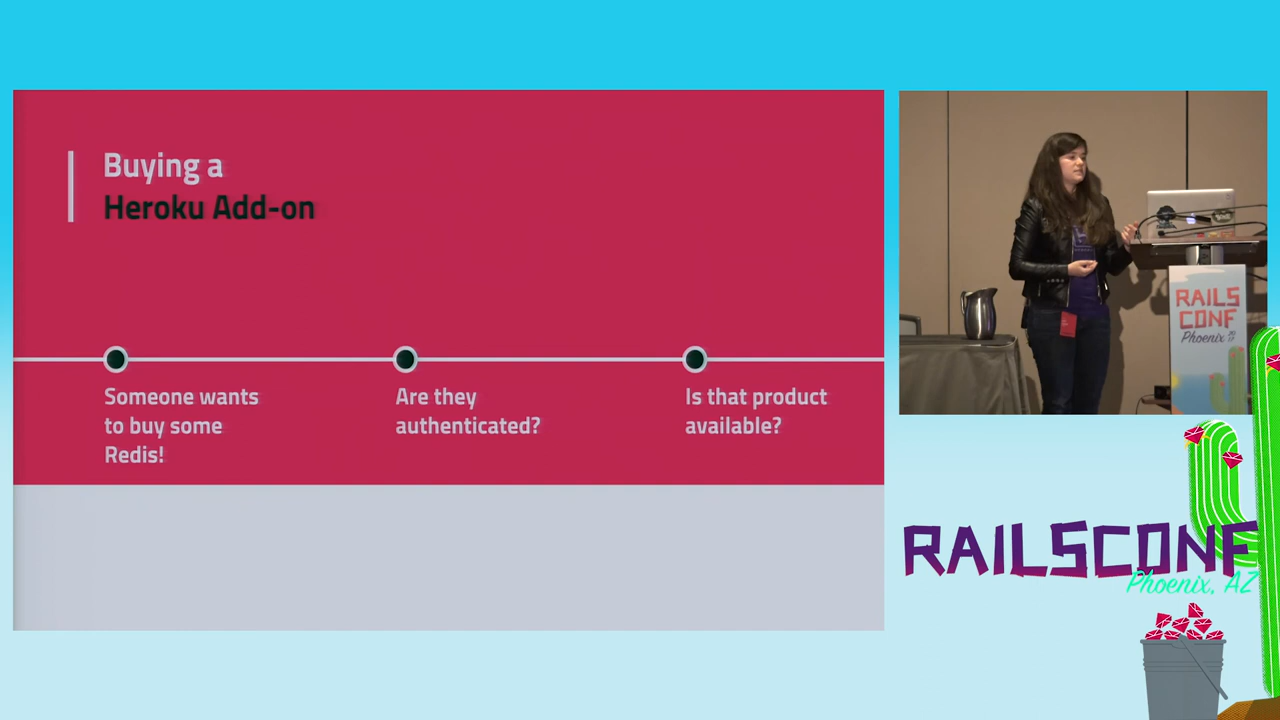 Buying a
Heroku Add-on
Someone wants
to buy some
Redis!
Are they
authenticated?
Is that product
available?
RAILS
CONF
Phoenix
RAILSCONF
Phoenix, AZ